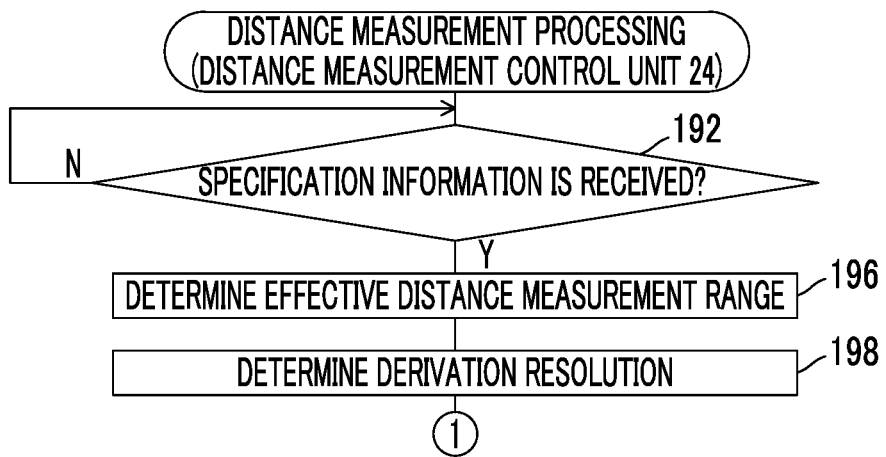 DISTANCE MEASUREMENT PROCESSING
(DISTANCE MEASUREMENT CONTROL UNIT 24)
192
N
SPECIFICATION INFORMATION IS RECEIVED?
Y
DETERMINE EFFECTIVE DISTANCE MEASUREMENT RANGE
196
DETERMINE DERIVATION RESOLUTION
198
1